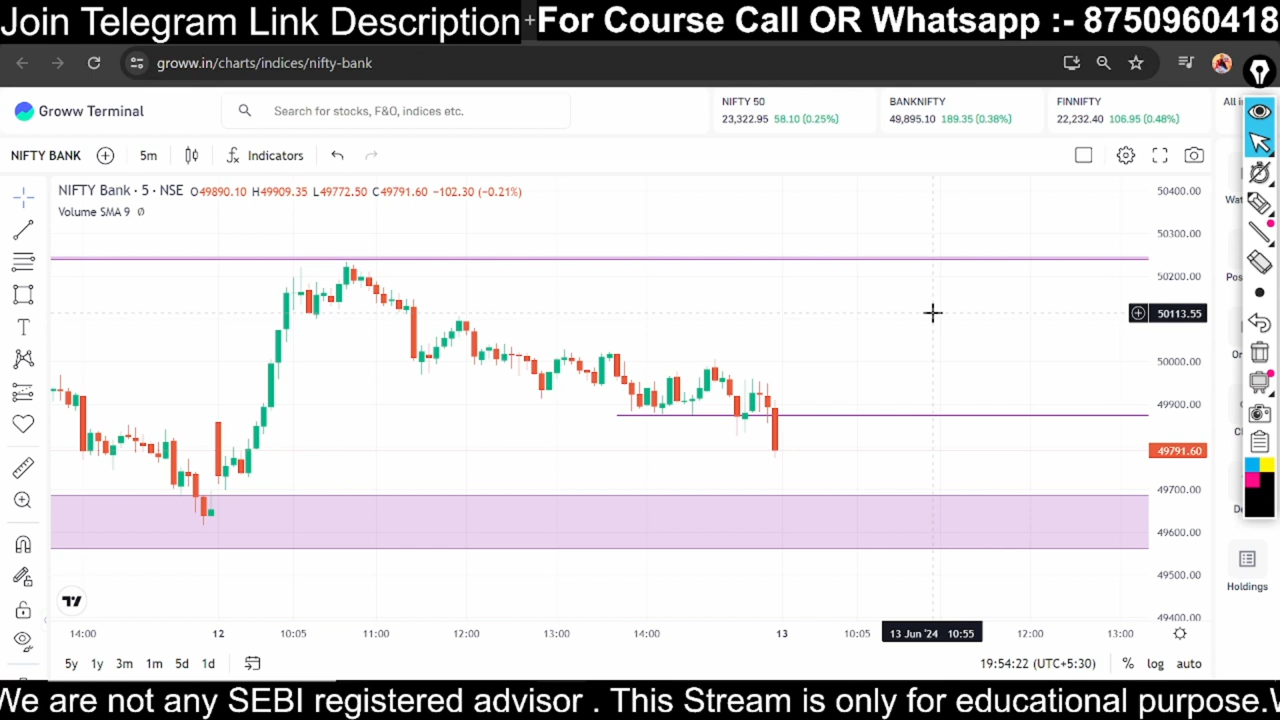 Join Telegram Link Description + For Course Call OR Whatsapp :- 8750960418
groww.in/charts/indices/nifty-bank
Groww Terminal
Search for stocks, F&O, indices etc.
NIFTY 50
23,322.95 58.10 (0.25%)
BANKNIFTY
49,895.10 189.35 (0.38%)
FINNIFTY
22,232.40 106.95 (0.48%)
NIFTY BANK
5m
Indicators
NIFTY Bank · 5 · NSE O49890.10 H49909.35 L49772.50 C49791.60 −102.30 (−0.21%)
Volume SMA 9 Ø
50400.00
50300.00
50200.00
50113.55
50000.00
49900.00
49791.60
49700.00
49600.00
49500.00
49400.00
Holdings
14:00
12
10:05
11:00
12:00
13:00
14:00
13
10:05
13 Jun '24 10:55
12:00
13:00
5y 1y 3m 1m 5d 1d
19:54:22 (UTC+5:30)
% log auto
We are not any SEBI registered advisor . This Stream is only for educational purpose.